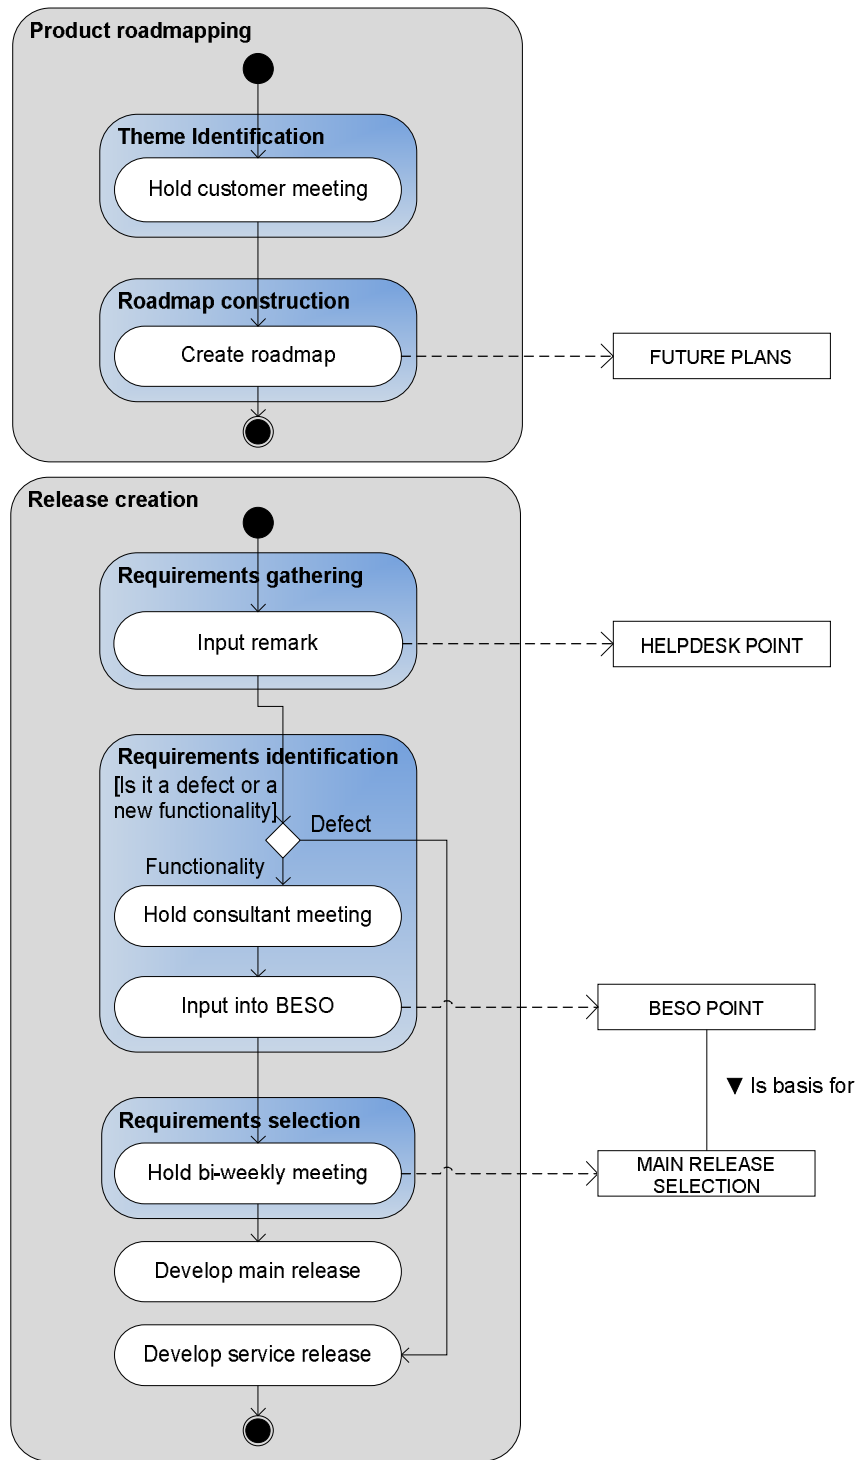 Product roadmapping
Theme Identification
Hold customer meeting
Roadmap construction
Create roadmap
FUTURE PLANS
Release creation
Requirements gathering
Input remark
HELPDESK POINT
Requirements identification
[Is it a defect or a
new functionality]
Defect
Functionality
Hold consultant meeting
Input into BESO
BESO POINT
▼ Is basis for
Requirements selection
Hold bi-weekly meeting
MAIN RELEASE
SELECTION
Develop main release
Develop service release